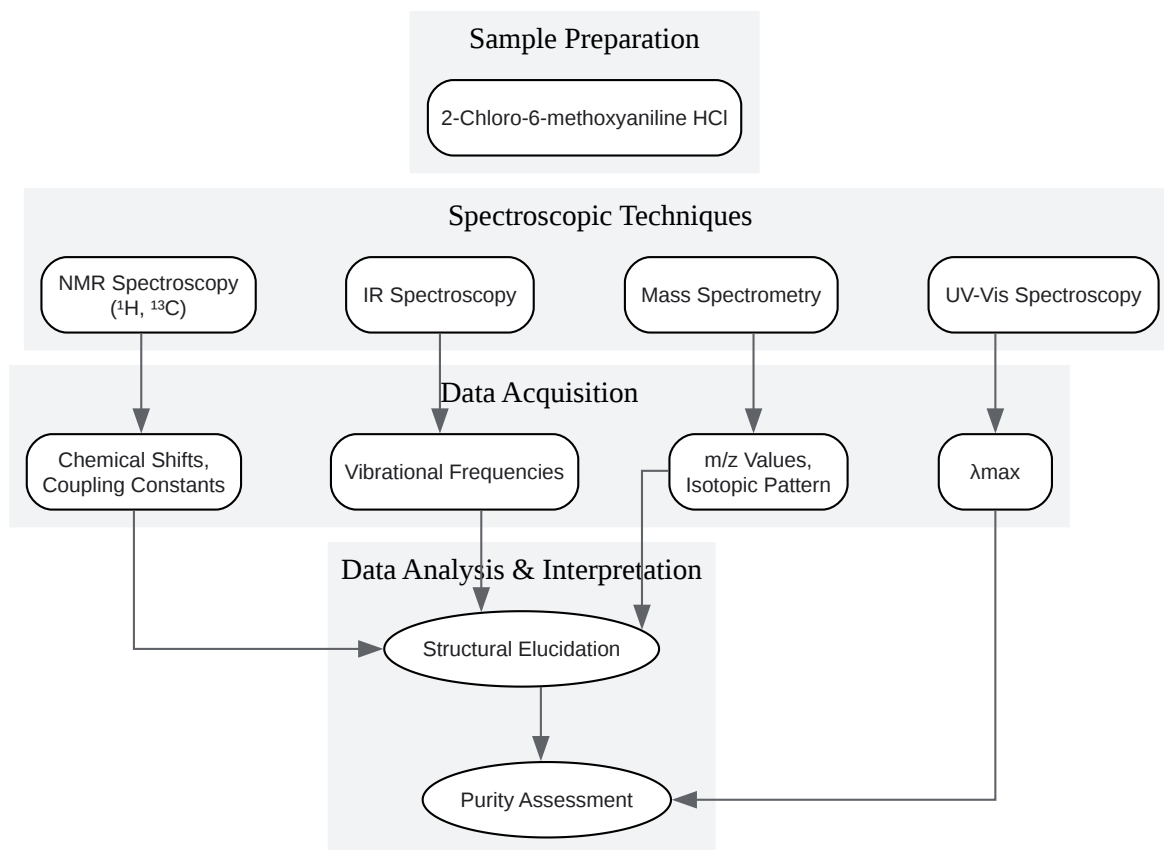 Sample Preparation
2-Chloro-6-methoxyaniline HCl
Spectroscopic Techniques
NMR Spectroscopy
(¹H, ¹³C)
IR Spectroscopy
Mass Spectrometry
UV-Vis Spectroscopy
Data Acquisition
Chemical Shifts,
Coupling Constants
Vibrational Frequencies
m/z Values,
Isotopic Pattern
λmax
Data Analysis & Interpretation
Structural Elucidation
Purity Assessment